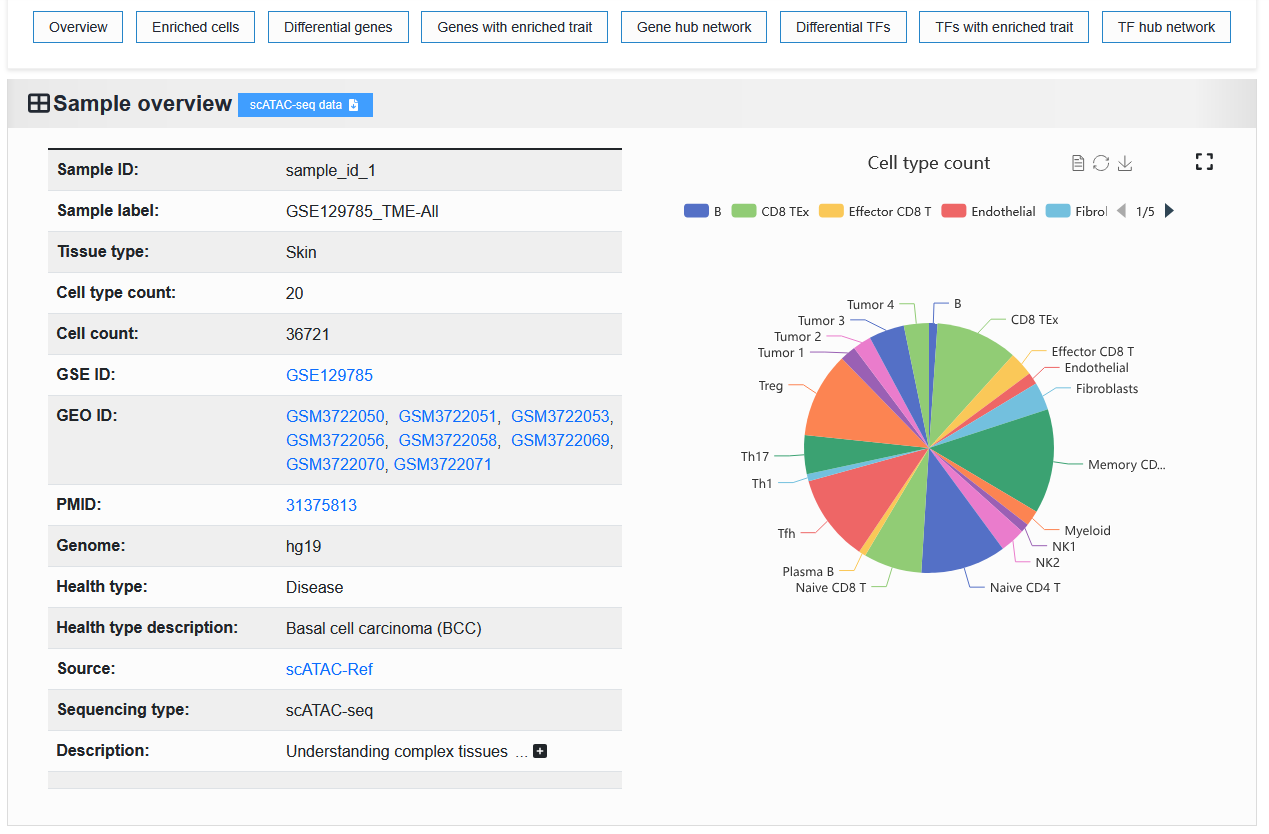 Overview
Enriched cells
Differential genes
Genes with enriched trait
Gene hub network
Differential TFs
TFs with enriched trait
TF hub network
Sample overview
scATAC-seq data
Sample ID: sample_id_1
Sample label: GSE129785_TME-All
Tissue type: Skin
Cell type count: 20
Cell count: 36721
GSE ID: GSE129785
GEO ID: GSM3722050, GSM3722051, GSM3722053,
GSM3722056, GSM3722058, GSM3722069,
GSM3722070, GSM3722071
PMID: 31375813
Genome: hg19
Health type: Disease
Health type description: Basal cell carcinoma (BCC)
Source: scATAC-Ref
Sequencing type: scATAC-seq
Description: Understanding complex tissues ...
Cell type count
B
CD8 TEx
Effector CD8 T
Endothelial
Fibrol
1/5
Tumor 4
B
Tumor 3
CD8 TEx
Tumor 2
Tumor 1
Effector CD8 T
Endothelial
Treg
Fibroblasts
Th17
Memory CD...
Th1
Tfh
Myeloid
NK1
NK2
Plasma B
Naive CD8 T
Naive CD4 T